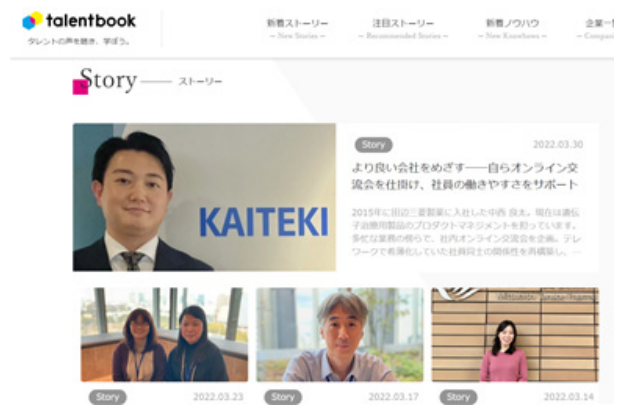 talentbook
タレントの声を聴き、学ぼう。
新着ストーリー
– New Stories –
注目ストーリー
– Recommended Stories –
新着ノウハウ
– New Knowhows –
企業一
– Compan
Story ストーリー
KAITEKI
Story 2022.03.30
より良い会社をめざす──自らオンライン交
流会を仕掛け、社員の働きやすさをサポート
2015年に田辺三菱製薬に入社した中西 良太。現在は遺伝
子治療用製品のプロダクトマネジメントを担っています。
多忙な業務の傍らで、社内オンライン交流会を企画。テレ
ワークで希薄化していた社員同士の関係性を再構築し、…
Mitsubishi Tanabe Pharma
Story 2022.03.23
Story 2022.03.17
Story 2022.03.14